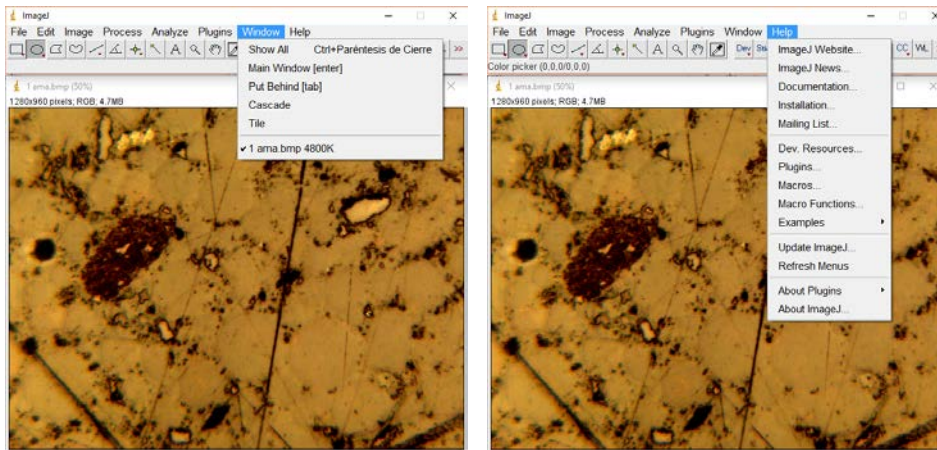 ImageJ
File Edit Image Process Analyze Plugins Window Help
Show All Ctrl+Paréntesis de Cierre
Main Window [enter]
Put Behind [tab]
Cascade
Tile
1 ama.bmp 4800K
1 ama.bmp (50%)
1280x960 pixels; RGB; 4.7MB
ImageJ
File Edit Image Process Analyze Plugins Window Help
Dev CC WL
Color picker (0,0,0/0,0,0)
1 ama.bmp (50%)
1280x960 pixels; RGB; 4.7MB
ImageJ Website...
ImageJ News...
Documentation...
Installation...
Mailing List...
Dev. Resources...
Plugins...
Macros...
Macro Functions...
Examples
Update ImageJ...
Refresh Menus
About Plugins
About ImageJ...